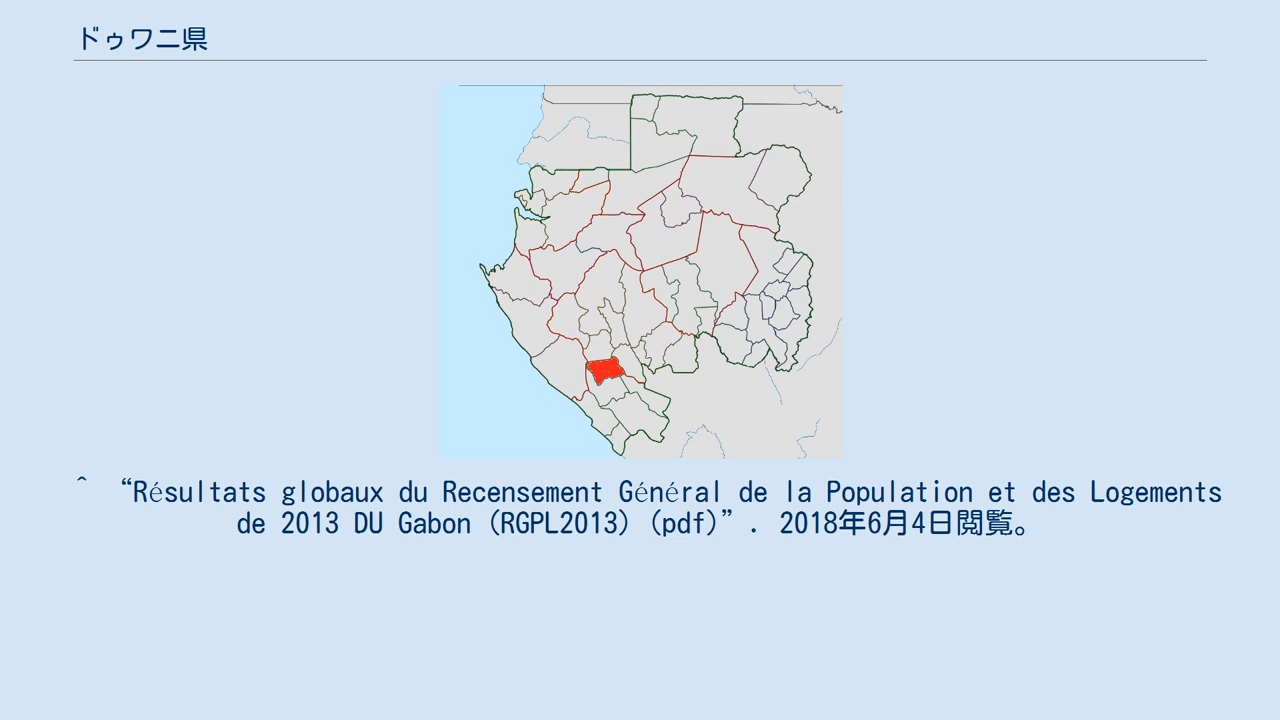 ドゥワニ県
^ “Résultats globaux du Recensement Général de la Population et des Logements
de 2013 DU Gabon (RGPL2013) (pdf)”. 2018年6月4日閲覧。